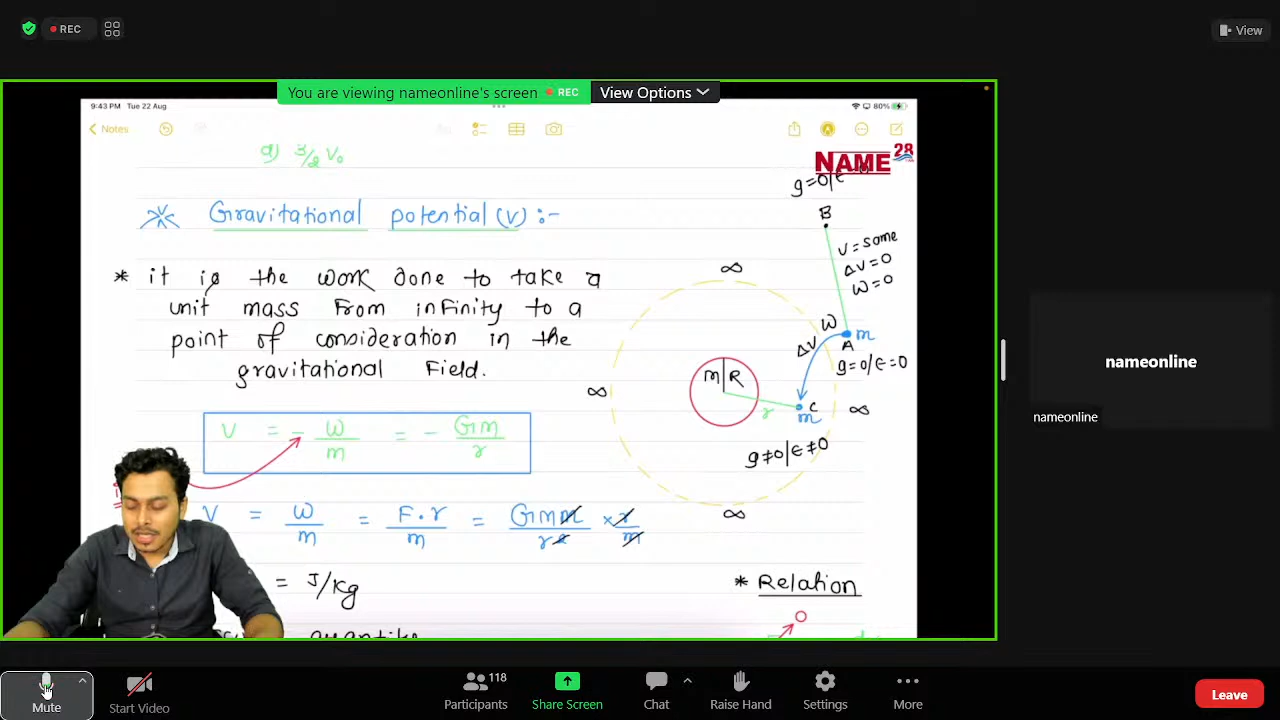 REC
View
You are viewing nameonline's screen REC View Options
9:43 PM Tue 22 Aug
80%
Notes
a) 3/2 V₀
NAME 28
g=0/E=0
Gravitational potential (V) :-
B
V = some
ΔV = 0
W = 0
* it is the work done to take a
unit mass From infinity to a
point of consideration in the
gravitational Field.
∞
W
m
ΔV
A
g=0/E=0
M R
∞
r
C
m
∞
g≠0/E≠0
∞
V = - W/m = - GM/r
V = W/m = F·r/m = GMm/r² × r/m
= J/Kg
* Relation
O
nameonline
nameonline
Mute
Start Video
118
Participants
Share Screen
Chat
Raise Hand
Settings
More
Leave